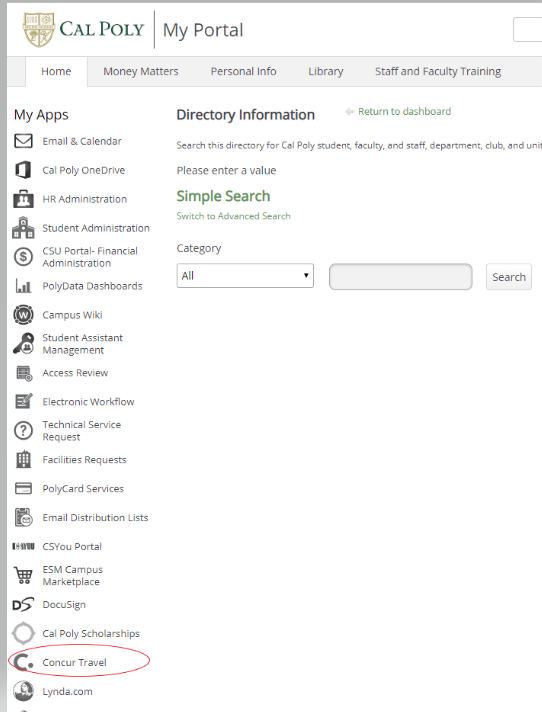 CAL POLY My Portal
Home Money Matters Personal Info Library Staff and Faculty Training
My Apps
Email & Calendar
Cal Poly OneDrive
HR Administration
Student Administration
CSU Portal- Financial
Administration
PolyData Dashboards
Campus Wiki
Student Assistant
Management
Access Review
Electronic Workflow
Technical Service
Request
Facilities Requests
PolyCard Services
Email Distribution Lists
CSYou Portal
ESM Campus
Marketplace
DocuSign
Cal Poly Scholarships
Concur Travel
Lynda.com
Directory Information Return to dashboard
Search this directory for Cal Poly student, faculty, and staff, department, club, and unit
Please enter a value
Simple Search
Switch to Advanced Search
Category
All Search